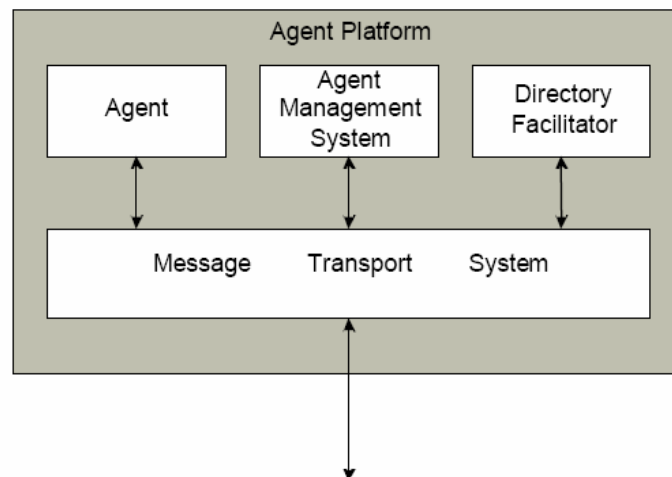 Agent Platform
Agent
Agent
Management
System
Directory
Facilitator
Message Transport System